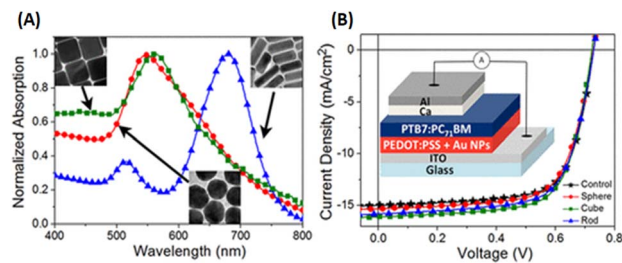 (A)
(B)
Normalized Absorption
1.0
0.8
0.6
0.4
0.2
0.0
400 500 600 700 800
Wavelength (nm)
Current Density (mA/cm²)
0
-5
-10
-15
A
Al
Ca
PTB7:PC71BM
PEDOT:PSS + Au NPs
ITO
Glass
Control
Sphere
Cube
Rod
0.0 0.2 0.4 0.6 0.8
Voltage (V)